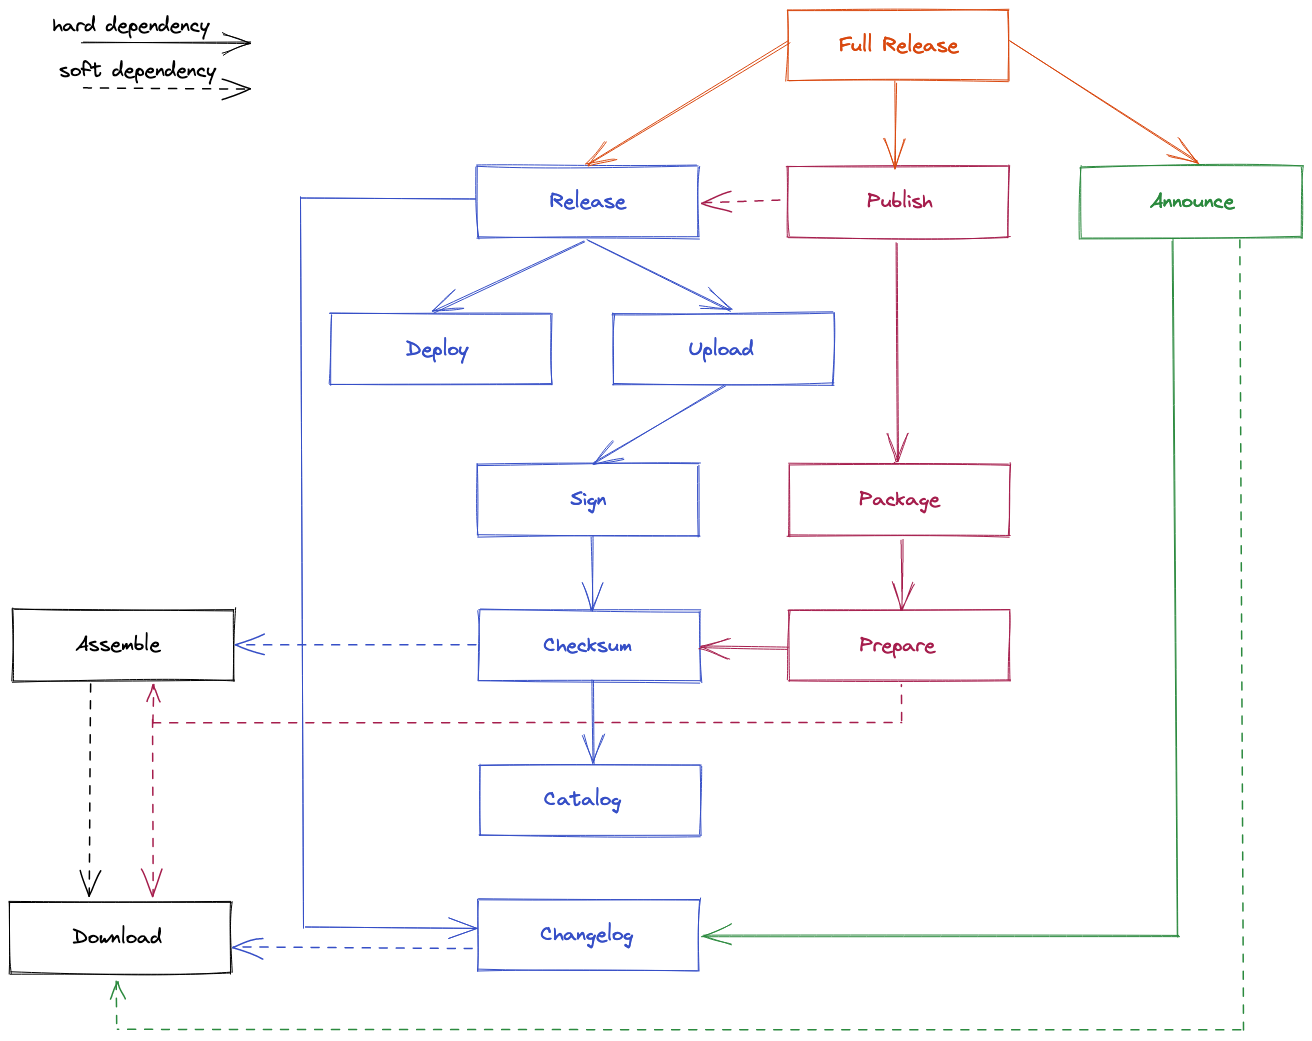 hard dependency
soft dependency
Full Release
Release
Publish
Announce
Deploy
Upload
Sign
Package
Assemble
Checksum
Prepare
Catalog
Download
Changelog